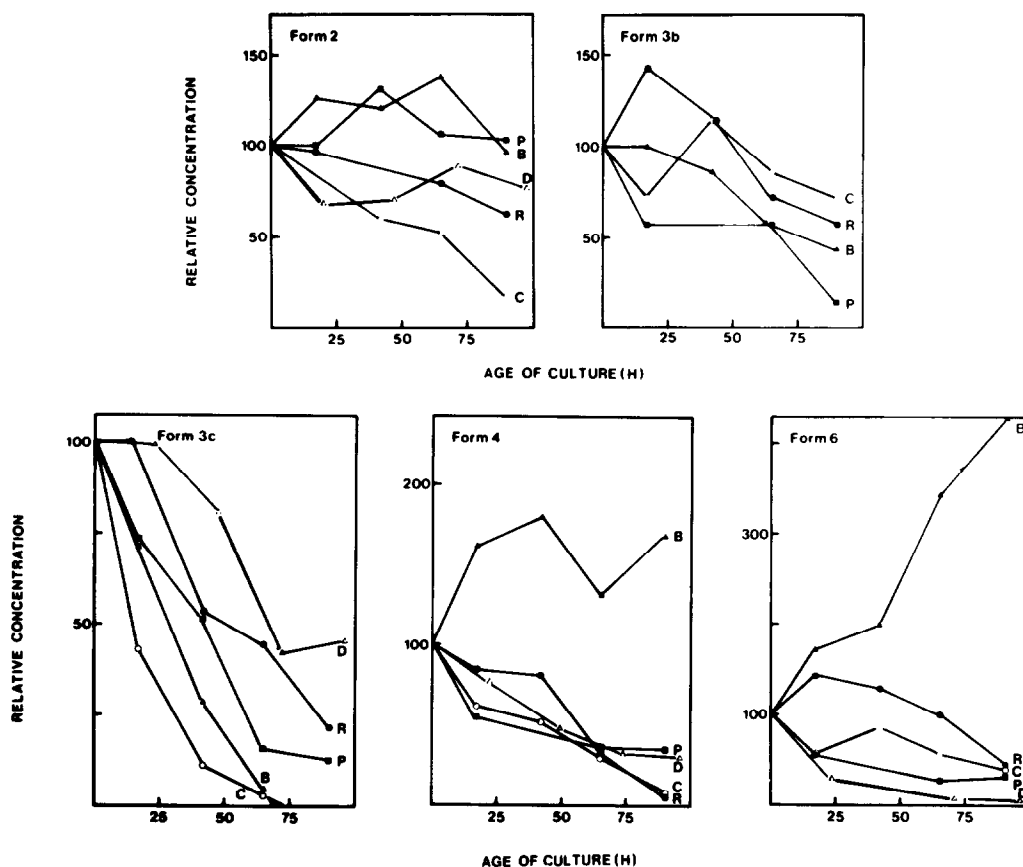 Form 2
Form 3b
RELATIVE CONCENTRATION
150
100
50
P
B
D
R
C
25
50
75
150
100
50
C
R
B
P
25
50
75
AGE OF CULTURE (H)
Form 3c
Form 4
Form 6
RELATIVE CONCENTRATION
100
50
D
R
P
B
C
25
50
75
200
100
B
P
D
C
R
25
50
75
300
100
B
R
C
P
D
25
50
75
AGE OF CULTURE (H)